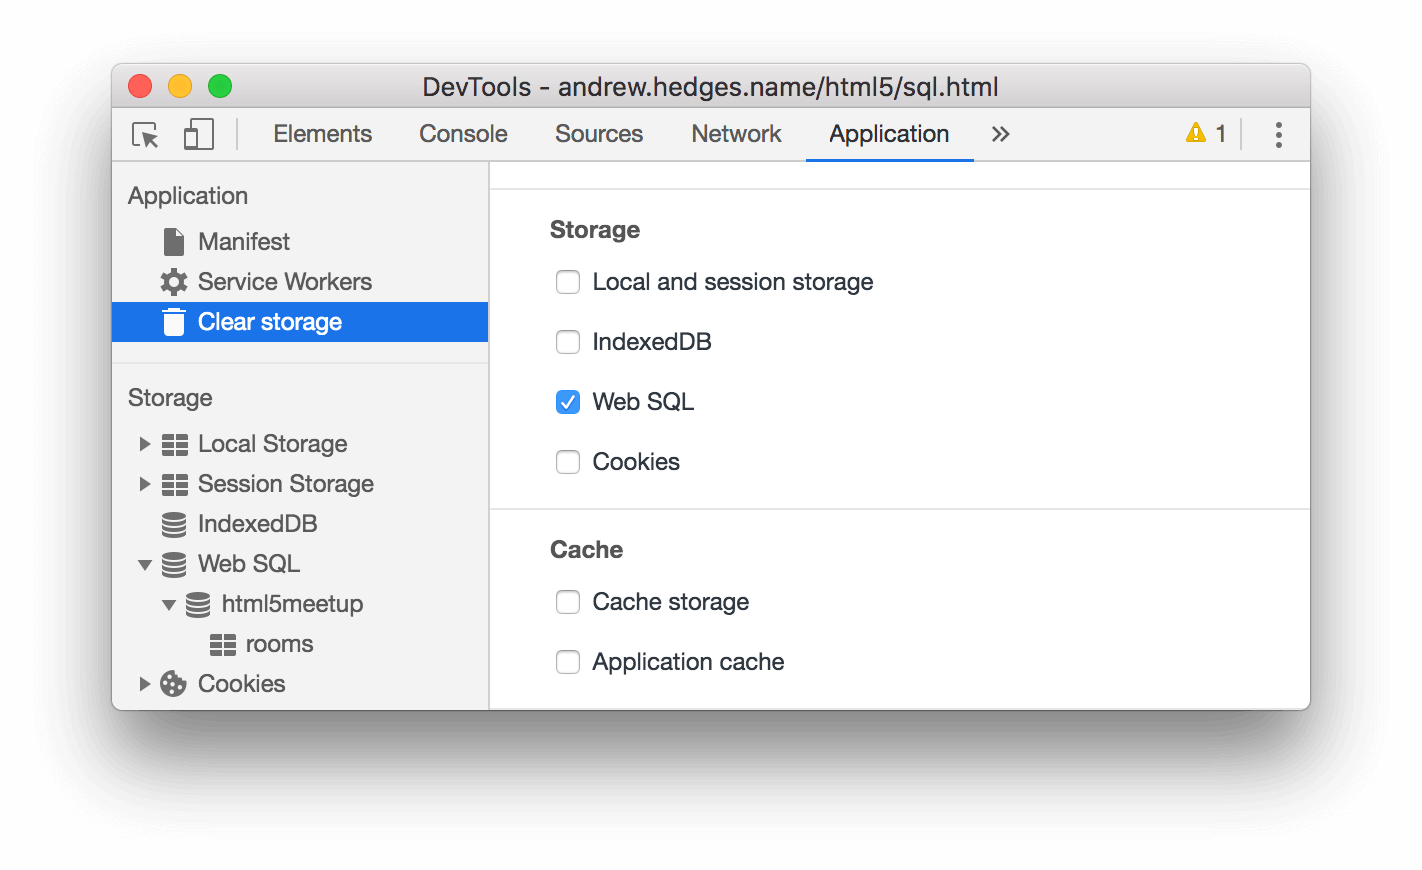 DevTools - andrew.hedges.name/html5/sql.html
Elements Console Sources Network Application » 1
Application
Manifest
Service Workers
Clear storage
Storage
Local Storage
Session Storage
IndexedDB
Web SQL
html5meetup
rooms
Cookies
Storage
Local and session storage
IndexedDB
Web SQL
Cookies
Cache
Cache storage
Application cache